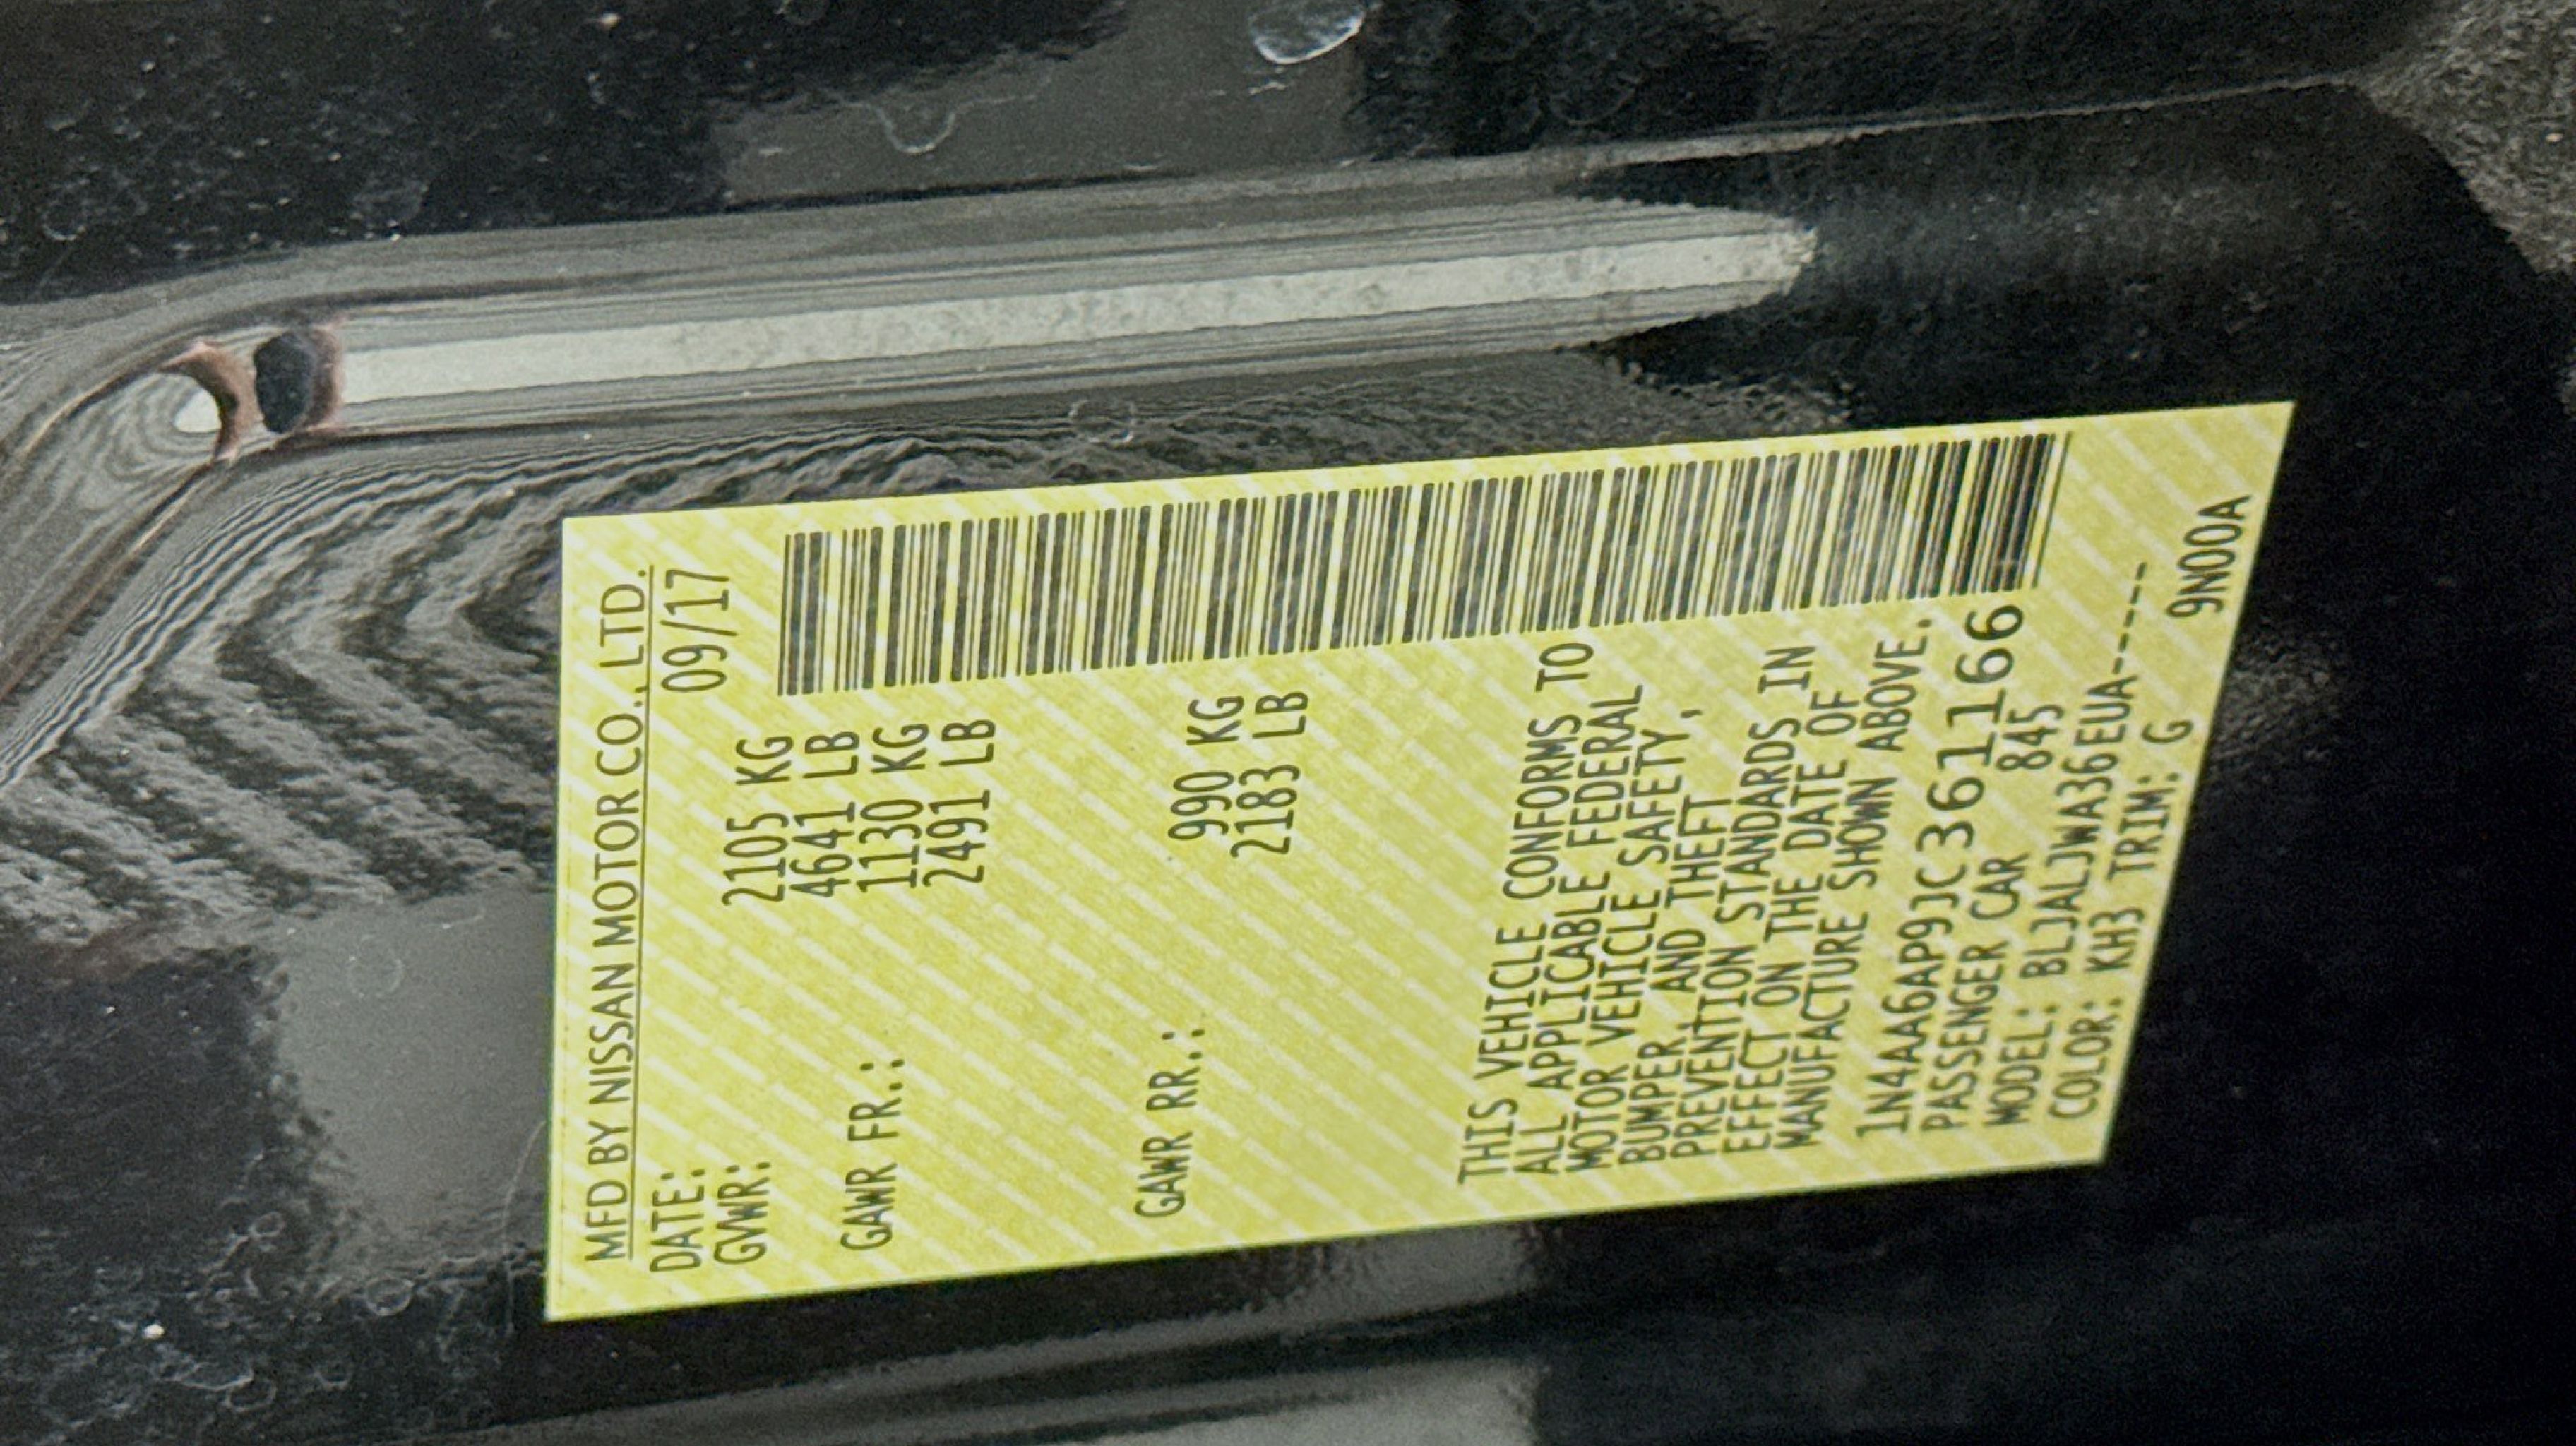 MFD BY NISSAN MOTOR CO., LTD.
DATE: 09/17
GVWR: 2105 KG
4641 LB
GAWR FR.: 1130 KG
2491 LB
GAWR RR.: 990 KG
2183 LB
THIS VEHICLE CONFORMS TO
ALL APPLICABLE FEDERAL
MOTOR VEHICLE SAFETY,
BUMPER, AND THEFT
PREVENTION STANDARDS IN
EFFECT ON THE DATE OF
MANUFACTURE SHOWN ABOVE.
1N4AA6AP9JC361166
PASSENGER CAR 845
MODEL: BLJALJWA36EUA-----
COLOR: KH3 TRIM: G 9N00A